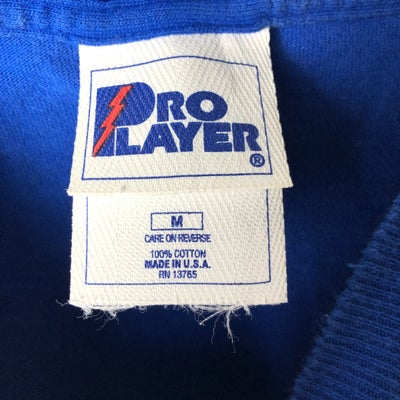 PRO
PLAYER®
M
CARE ON REVERSE
100% COTTON
MADE IN U.S.A.
RN 13765